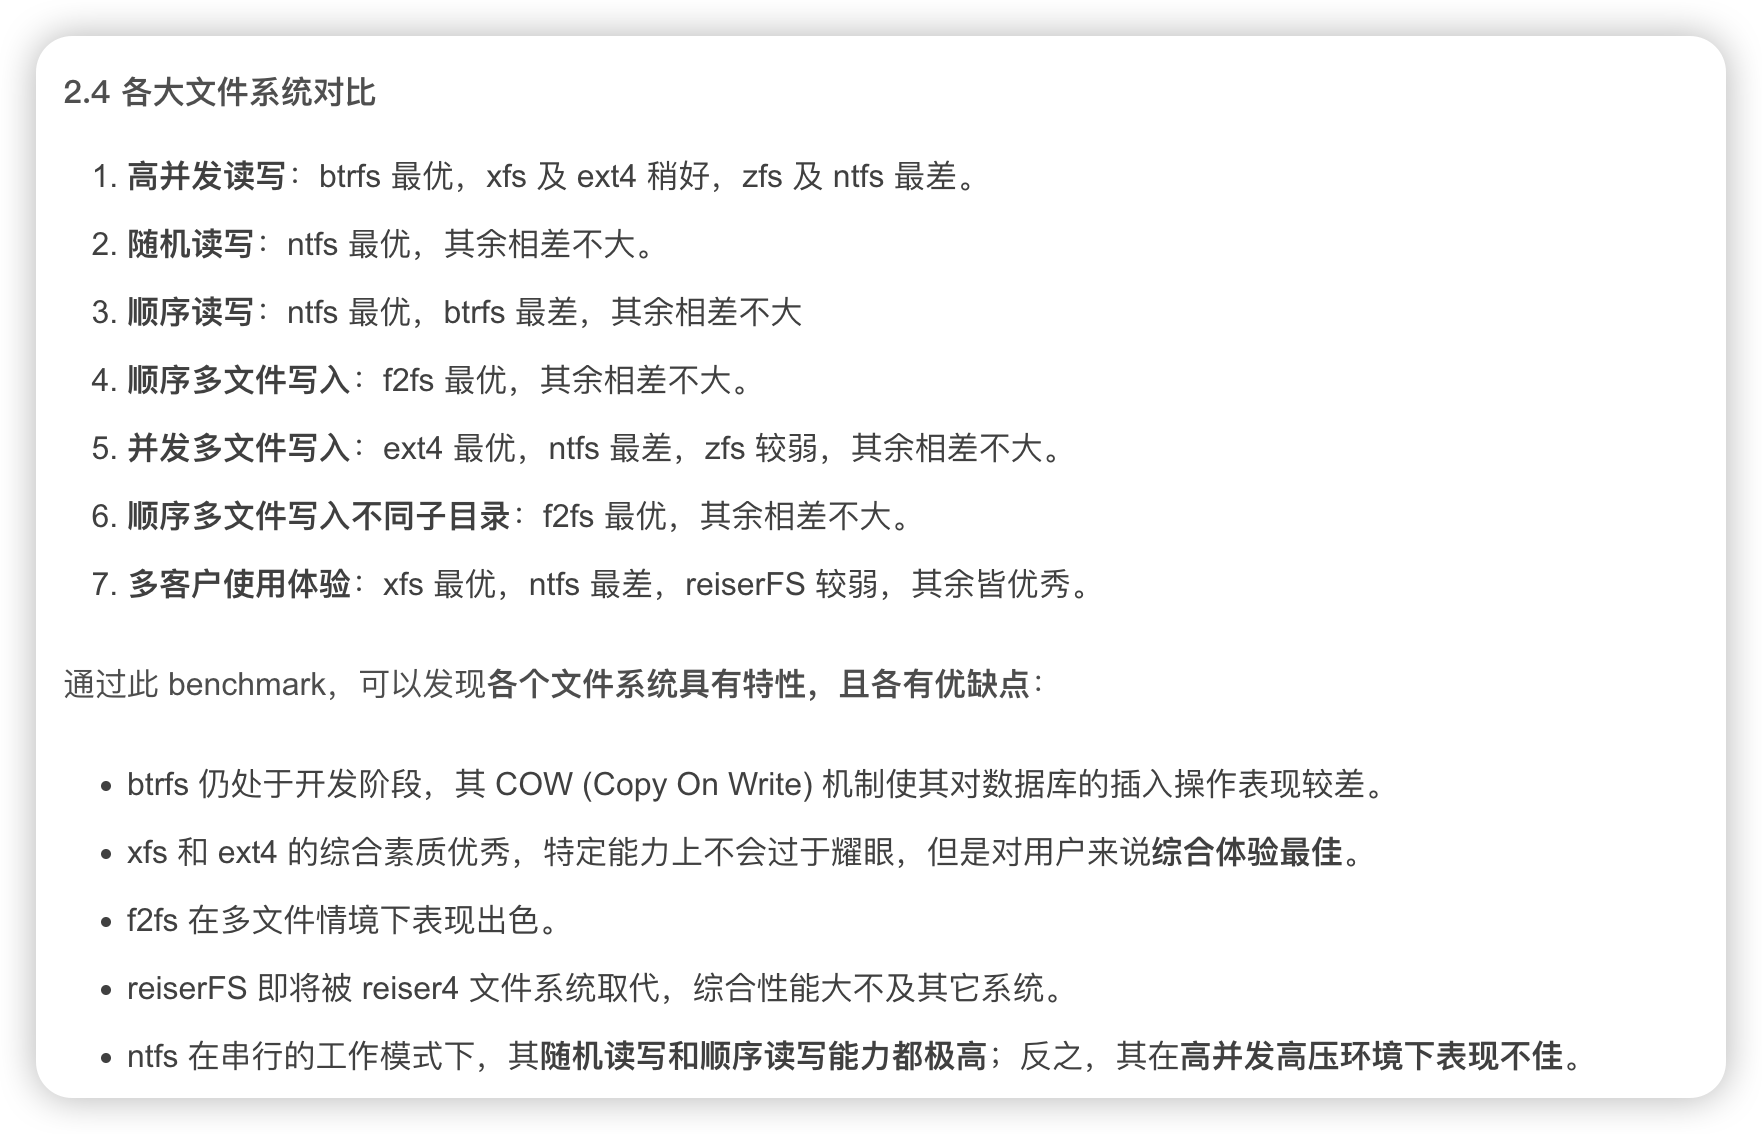 2.4 各大文件系统对比
1. 高并发读写：btrfs 最优，xfs 及 ext4 稍好，zfs 及 ntfs 最差。
2. 随机读写：ntfs 最优，其余相差不大。
3. 顺序读写：ntfs 最优，btrfs 最差，其余相差不大
4. 顺序多文件写入：f2fs 最优，其余相差不大。
5. 并发多文件写入：ext4 最优，ntfs 最差，zfs 较弱，其余相差不大。
6. 顺序多文件写入不同子目录：f2fs 最优，其余相差不大。
7. 多客户使用体验：xfs 最优，ntfs 最差，reiserFS 较弱，其余皆优秀。
通过此 benchmark，可以发现各个文件系统具有特性，且各有优缺点：
• btrfs 仍处于开发阶段，其 COW (Copy On Write) 机制使其对数据库的插入操作表现较差。
• xfs 和 ext4 的综合素质优秀，特定能力上不会过于耀眼，但是对用户来说综合体验最佳。
• f2fs 在多文件情境下表现出色。
• reiserFS 即将被 reiser4 文件系统取代，综合性能大不及其它系统。
• ntfs 在串行的工作模式下，其随机读写和顺序读写能力都极高；反之，其在高并发高压环境下表现不佳。